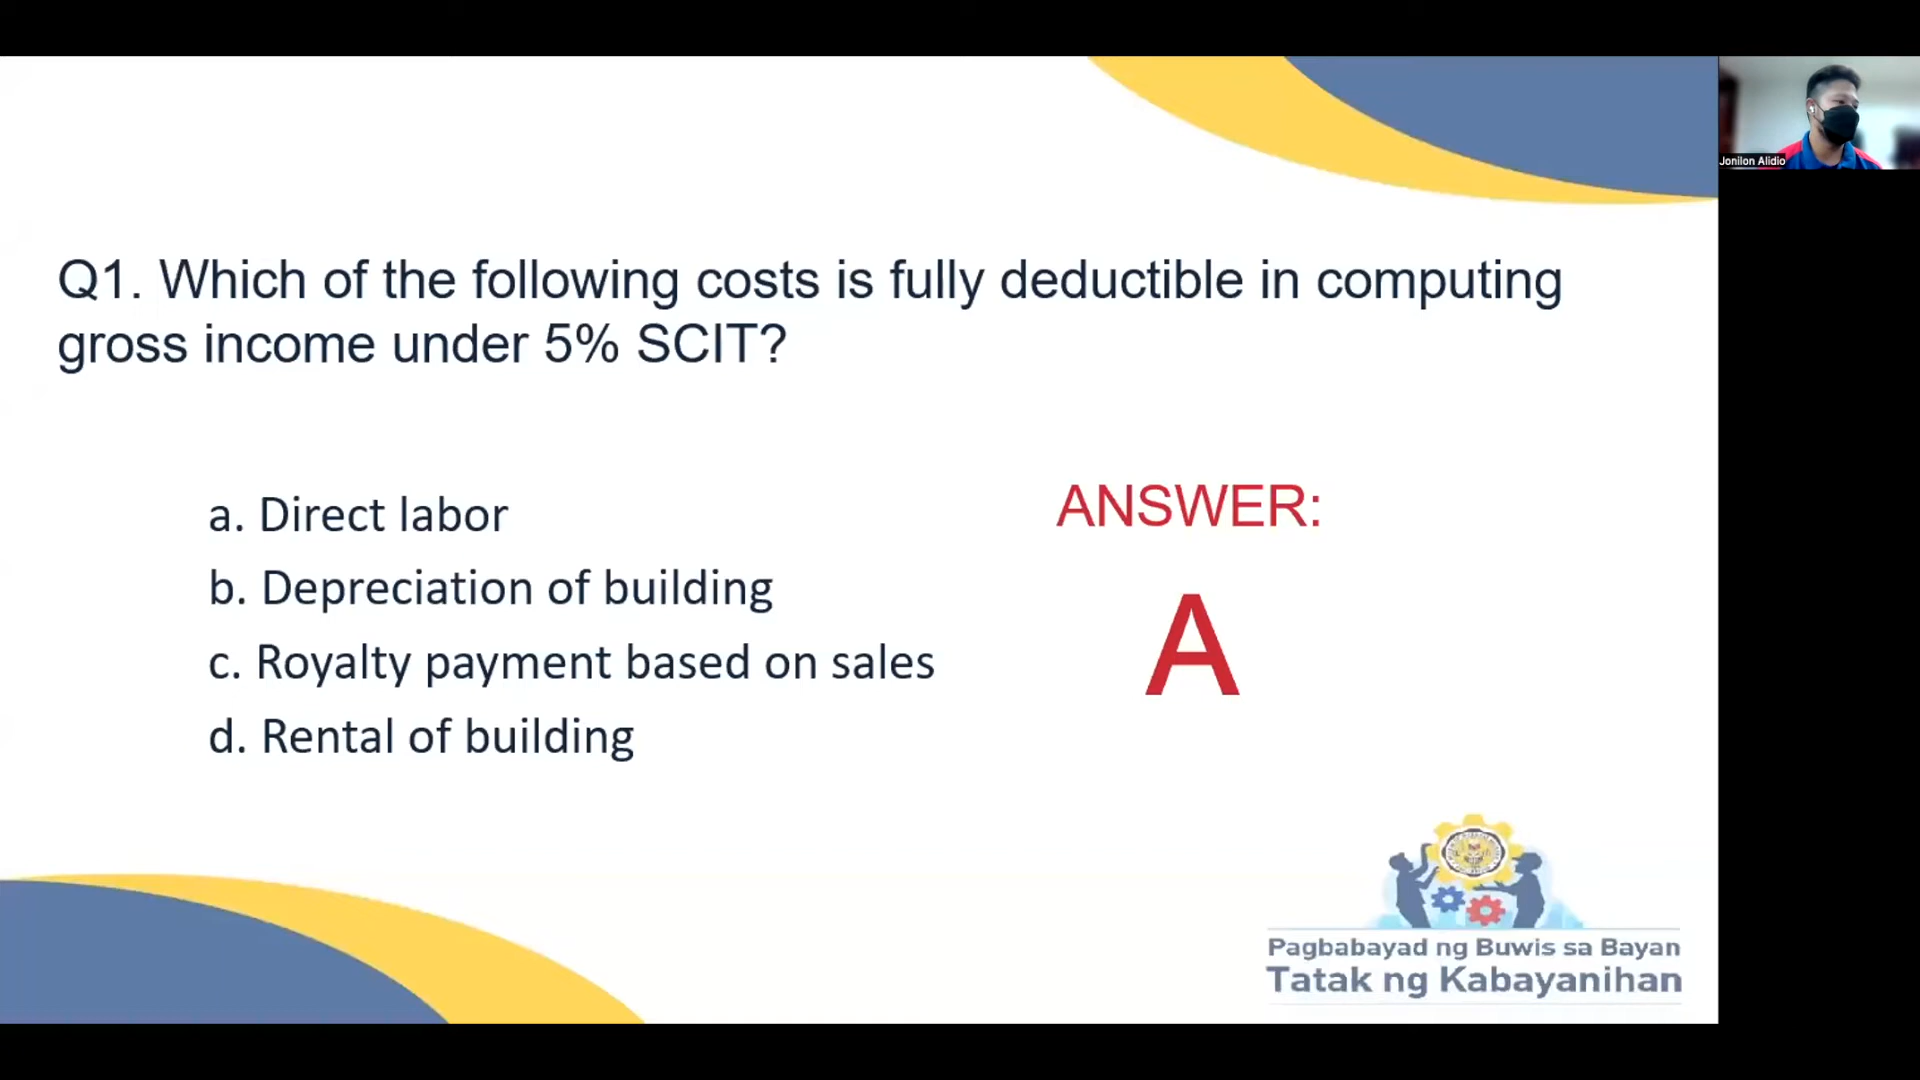 Jonilon Alidio
Q1. Which of the following costs is fully deductible in computing
gross income under 5% SCIT?
a. Direct labor
b. Depreciation of building
c. Royalty payment based on sales
d. Rental of building
ANSWER:
A
Pagbabayad ng Buwis sa Bayan
Tatak ng Kabayanihan